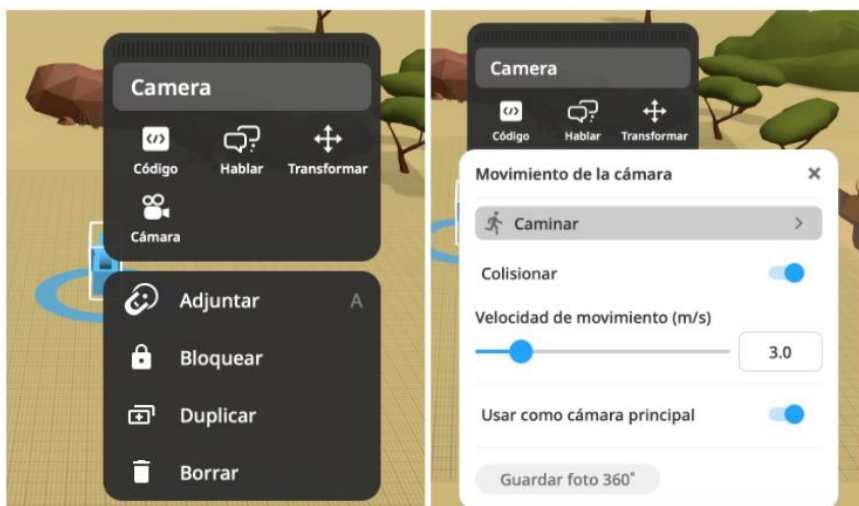 Camera
Código Hablar Transformar
Cámara
Adjuntar A
Bloquear
Duplicar
Borrar
Camera
Código Hablar Transformar
Movimiento de la cámara
Caminar
Colisionar
Velocidad de movimiento (m/s)
3.0
Usar como cámara principal
Guardar foto 360°